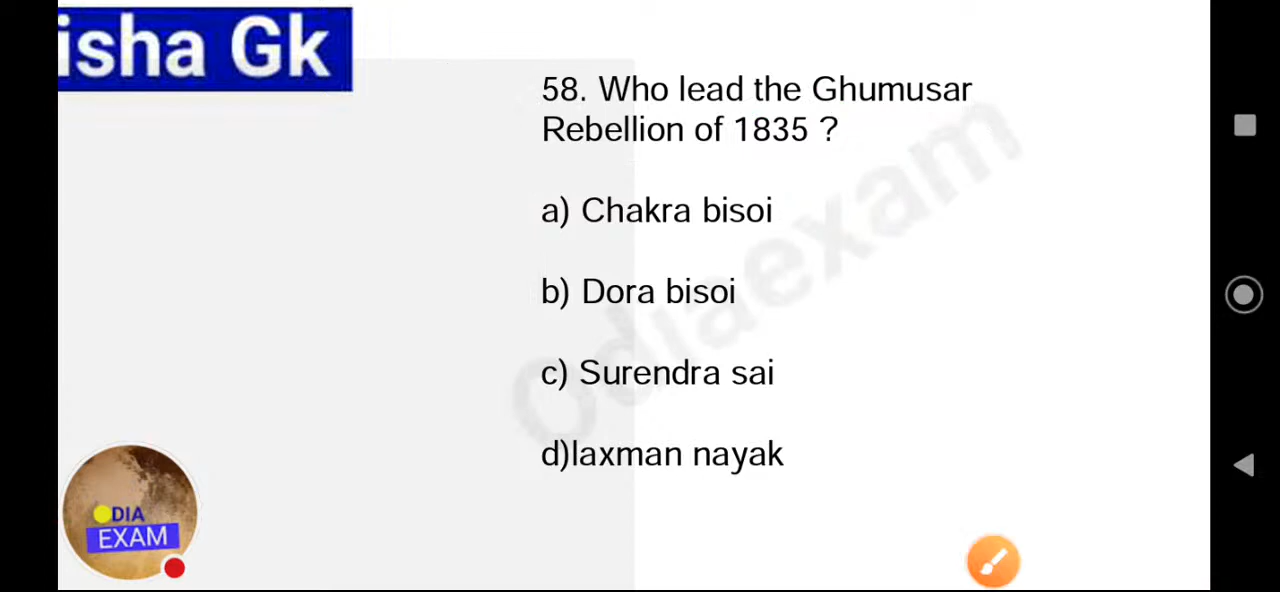 isha Gk
58. Who lead the Ghumusar
Rebellion of 1835 ?
a) Chakra bisoi
b) Dora bisoi
c) Surendra sai
d)laxman nayak
Odiaexam
DIA
EXAM